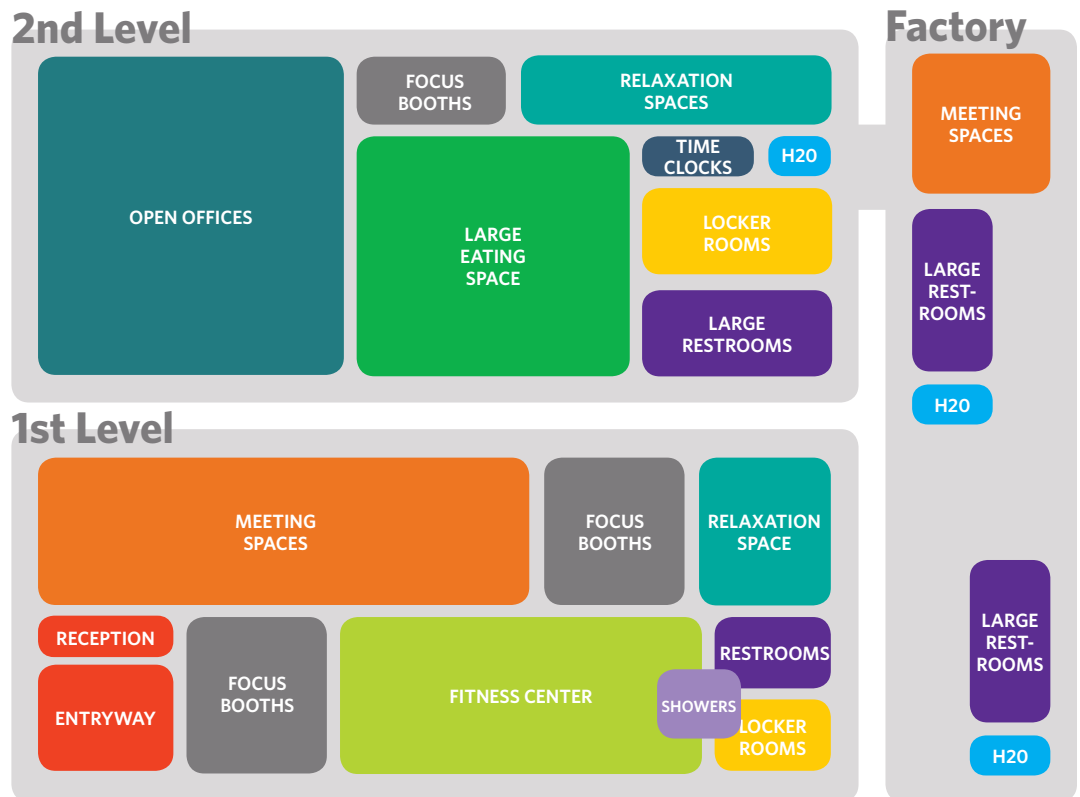 2nd Level
OPEN OFFICES
FOCUS
BOOTHS
RELAXATION
SPACES
LARGE
EATING
SPACE
TIME
CLOCKS
H20
LOCKER
ROOMS
LARGE
RESTROOMS
1st Level
MEETING
SPACES
FOCUS
BOOTHS
RELAXATION
SPACE
RECEPTION
ENTRYWAY
FOCUS
BOOTHS
FITNESS CENTER
SHOWERS
RESTROOMS
LOCKER
ROOMS
Factory
MEETING
SPACES
LARGE
REST-
ROOMS
H20
LARGE
REST-
ROOMS
H20